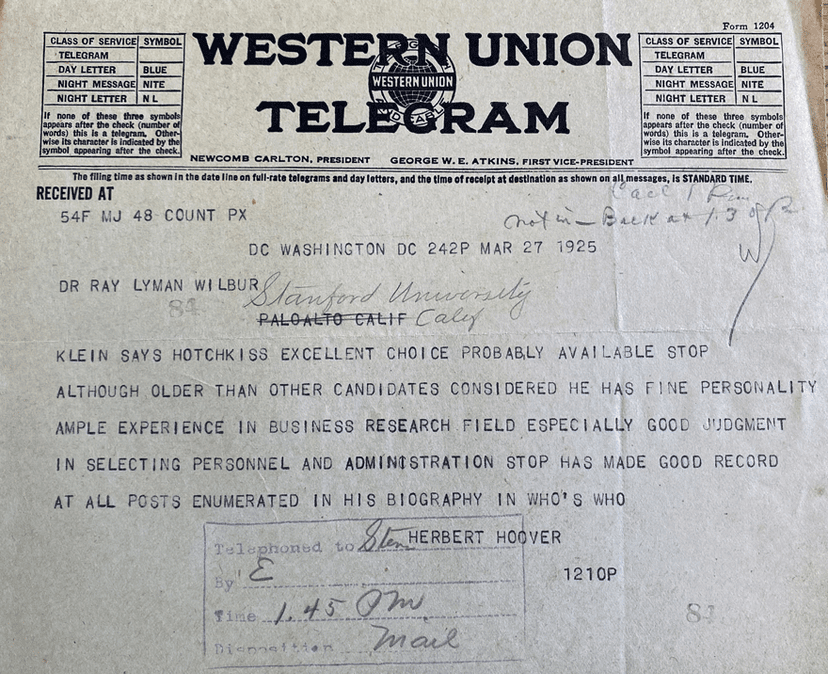 Form 1204
CLASS OF SERVICE SYMBOL
TELEGRAM
DAY LETTER BLUE
NIGHT MESSAGE NITE
NIGHT LETTER N L
If none of these three symbols
appears after the check (number of
words) this is a telegram. Other-
wise its character is indicated by the
symbol appearing after the check.
WESTERN UNION
WESTERN UNION
TELEGRAM
NEWCOMB CARLTON, PRESIDENT GEORGE W. E. ATKINS, FIRST VICE-PRESIDENT
CLASS OF SERVICE SYMBOL
TELEGRAM
DAY LETTER BLUE
NIGHT MESSAGE NITE
NIGHT LETTER N L
If none of these three symbols
appears after the check (number of
words) this is a telegram. Other-
wise its character is indicated by the
symbol appearing after the check.
The filing time as shown in the date line on full-rate telegrams and day letters, and the time of receipt at destination as shown on all messages, is STANDARD TIME.
RECEIVED AT
54F MJ 48 COUNT PX
not in - Back at
DC WASHINGTON DC 242P MAR 27 1925
DR RAY LYMAN WILBUR
Stanford University
PALOALTO CALIF Calif
KLEIN SAYS HOTCHKISS EXCELLENT CHOICE PROBABLY AVAILABLE STOP
ALTHOUGH OLDER THAN OTHER CANDIDATES CONSIDERED HE HAS FINE PERSONALITY
AMPLE EXPERIENCE IN BUSINESS RESEARCH FIELD ESPECIALLY GOOD JUDGMENT
IN SELECTING PERSONNEL AND ADMINISTRATION STOP HAS MADE GOOD RECORD
AT ALL POSTS ENUMERATED IN HIS BIOGRAPHY IN WHO'S WHO
HERBERT HOOVER
1210P
Telephoned to Sten
By E
Time 1.45 Pm
Disposition Mail